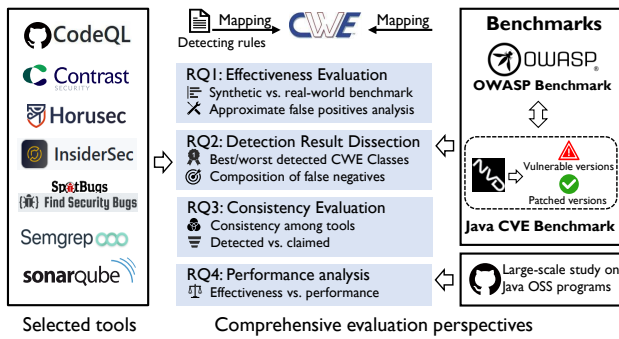 CodeQL
Contrast
SECURITY
Horusec
InsiderSec
SpotBugs
{} Find Security Bugs
Semgrep
sonarqube
Selected tools
Mapping
Detecting rules
CWE
Mapping
RQ1: Effectiveness Evaluation
Synthetic vs. real-world benchmark
Approximate false positives analysis
RQ2: Detection Result Dissection
Best/worst detected CWE Classes
Composition of false negatives
RQ3: Consistency Evaluation
Consistency among tools
Detected vs. claimed
RQ4: Performance analysis
Effectiveness vs. performance
Comprehensive evaluation perspectives
Benchmarks
OWASP®
OWASP Benchmark
Vulnerable versions
Patched versions
Java CVE Benchmark
Large-scale study on
Java OSS programs